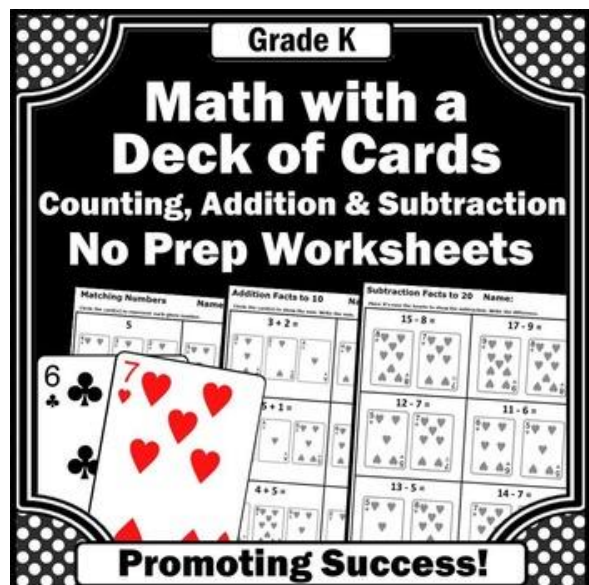 Grade K
Math with a
Deck of Cards
Counting, Addition & Subtraction
No Prep Worksheets
Matching Numbers Name:
5
Addition Facts to 10
3 + 2 =
5 + 1 =
4 + 5 =
Subtraction Facts to 20 Name:
15 - 8 =
17 - 9 =
12 - 7 =
11 - 6 =
13 - 5 =
14 - 7 =
6
7
Promoting Success!